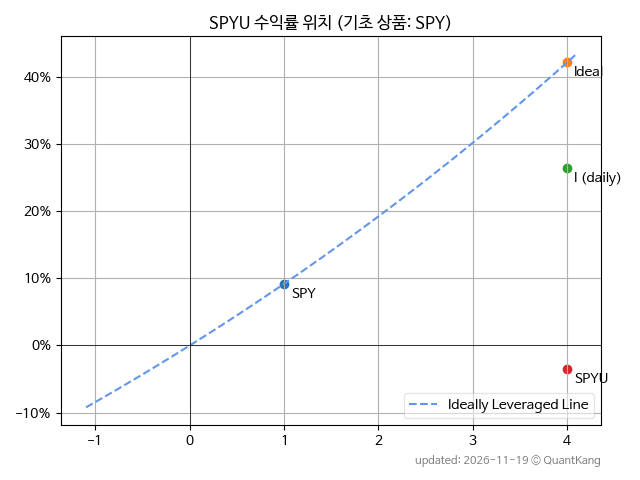 SPYU 수익률 위치 (기초 상품: SPY)
40%
30%
20%
10%
0%
−10%
Ideal
I (daily)
SPY
SPYU
Ideally Leveraged Line
−1
0
1
2
3
4
updated: 2026-11-19 © QuantKang